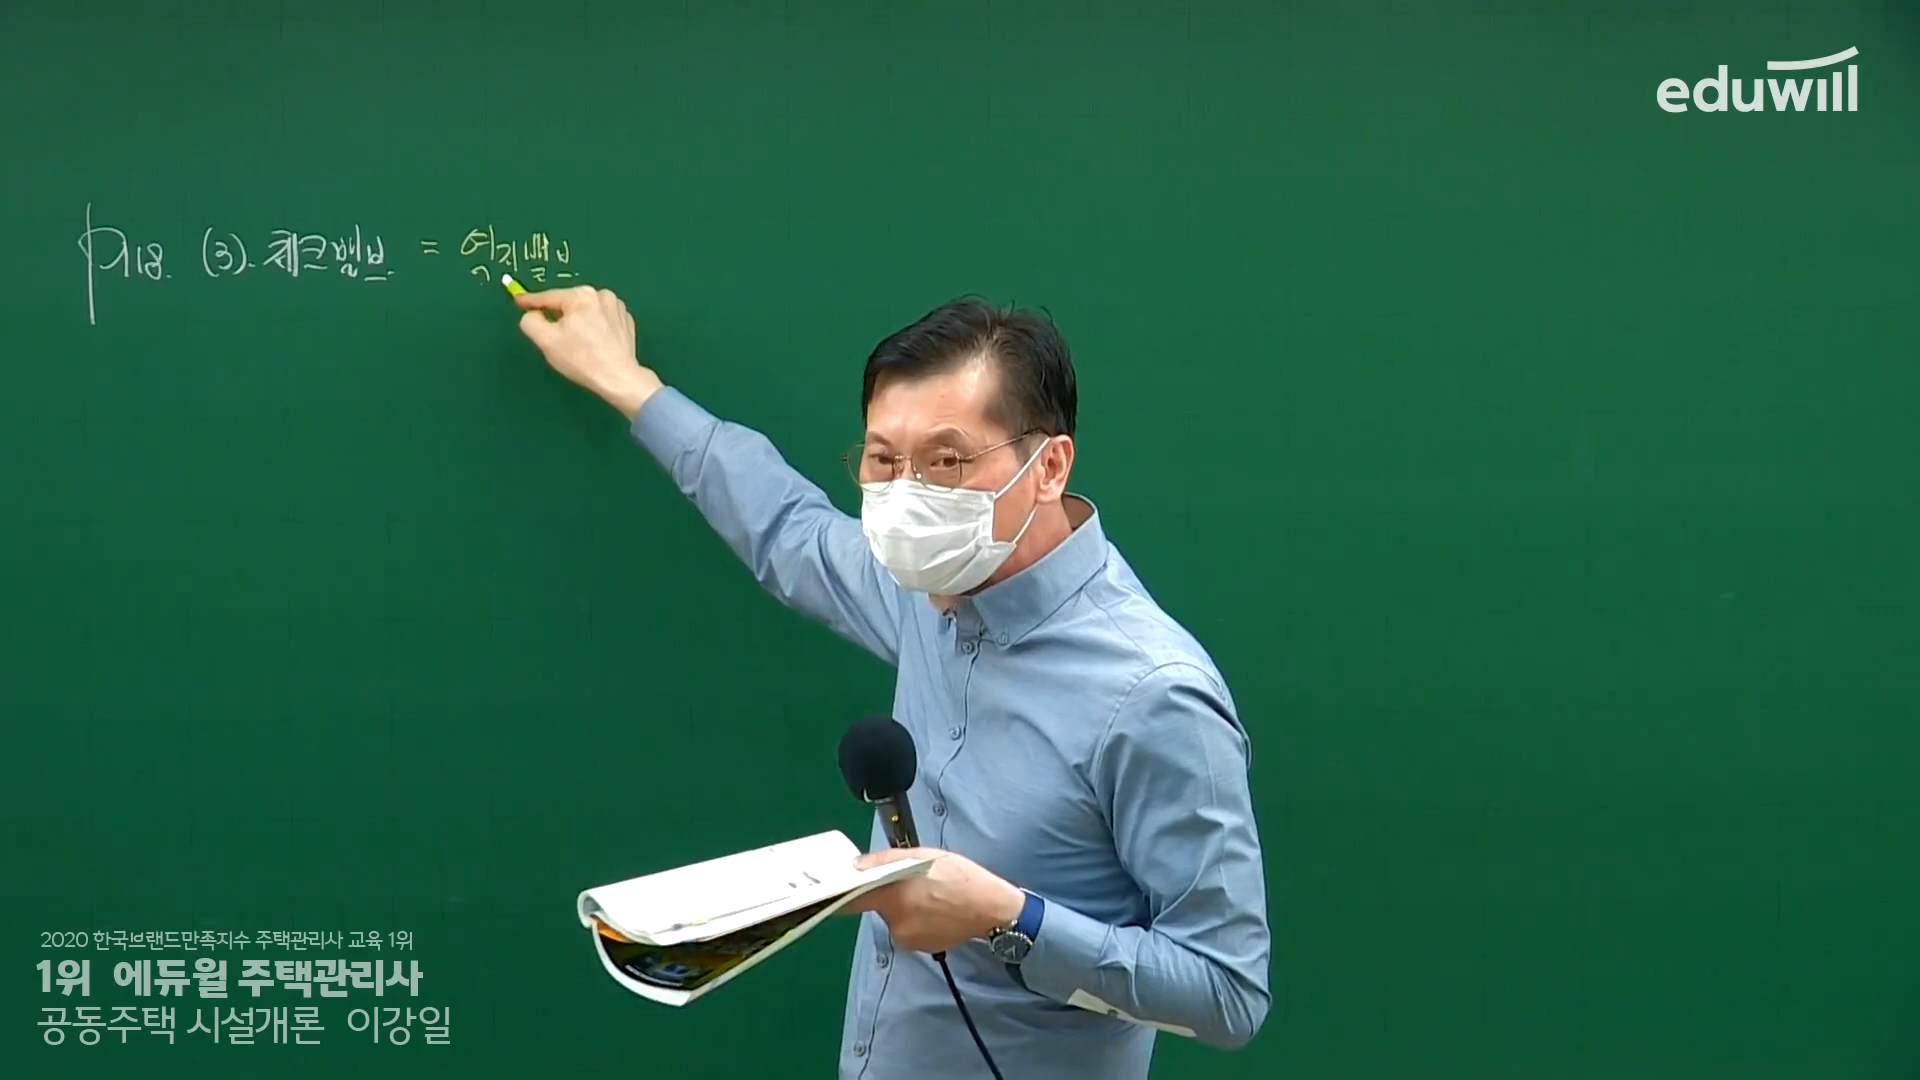 eduwill
P118. (3). 체크밸브 = 역지밸브.
2020 한국브랜드만족지수 주택관리사 교육 1위
1위 에듀윌 주택관리사
공동주택 시설개론 이강일